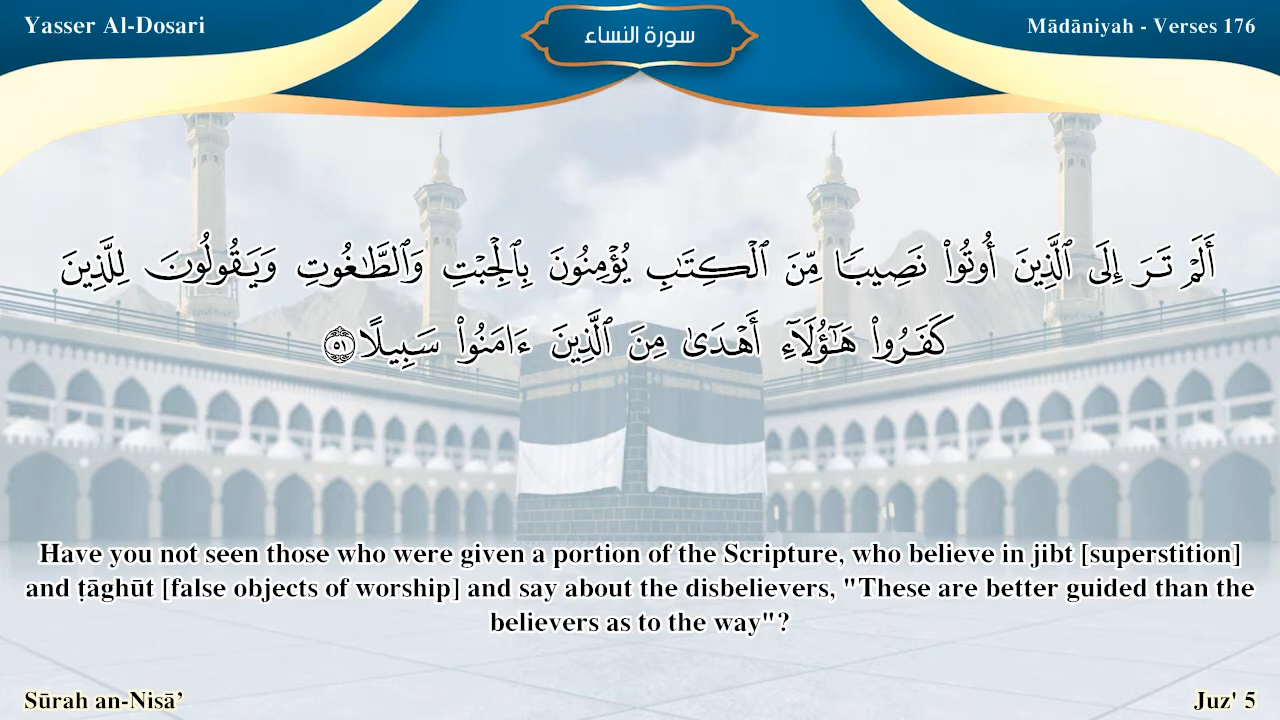 Yasser Al-Dosari
سورة النساء
Mādāniyah - Verses 176
أَلَمْ تَرَ إِلَى ٱلَّذِينَ أُوتُوا۟ نَصِيبًا مِّنَ ٱلْكِتَـٰبِ يُؤْمِنُونَ بِٱلْجِبْتِ وَٱلطَّـٰغُوتِ وَيَقُولُونَ لِلَّذِينَ
كَفَرُوا۟ هَـٰٓؤُلَآءِ أَهْدَىٰ مِنَ ٱلَّذِينَ ءَامَنُوا۟ سَبِيلًا ٥١
Have you not seen those who were given a portion of the Scripture, who believe in jibt [superstition]
and ṭāghūt [false objects of worship] and say about the disbelievers, "These are better guided than the
believers as to the way"?
Sūrah an-Nisā’
Juz' 5